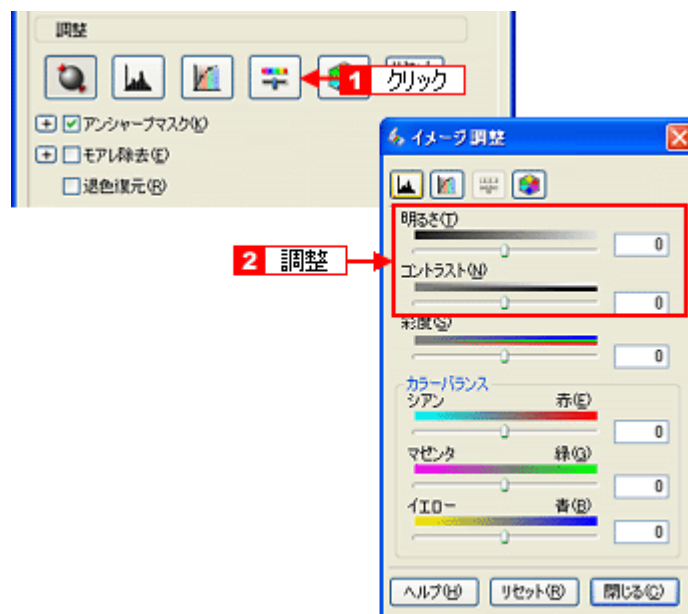 調整
1 クリック
アンシャープマスク(K)
モアレ除去(E)
退色復元(R)
イメージ調整
明るさ(T)
0
2 調整
コントラスト(N)
0
彩度(S)
0
カラーバランス
シアン 赤(E)
0
マゼンタ 緑(G)
0
イエロー 青(B)
0
ヘルプ(H) リセット(R) 閉じる(C)